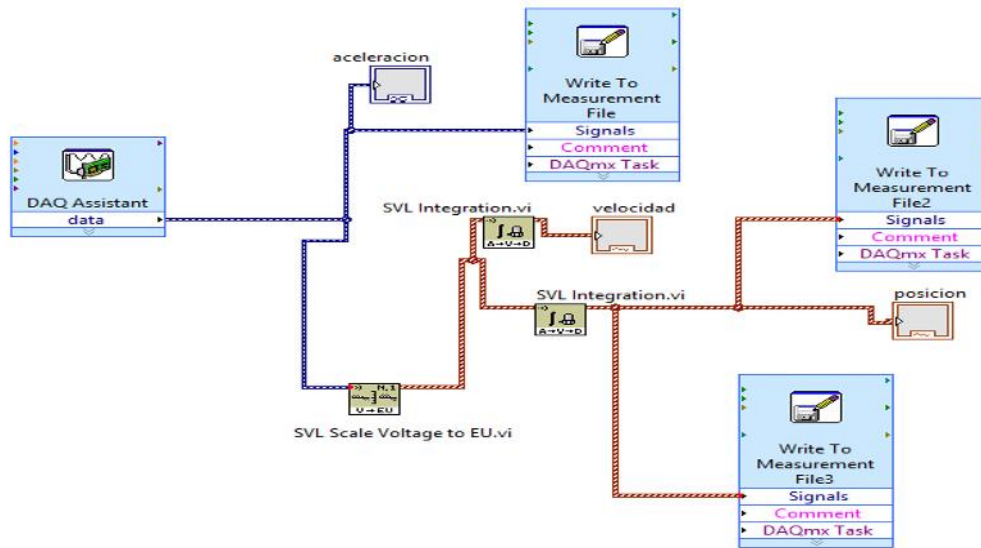 aceleracion
Write To
Measurement
File
Signals
Comment
DAQmx Task
DAQ Assistant
data
SVL Integration.vi
A→V→D
velocidad
Write To
Measurement
File2
Signals
Comment
DAQmx Task
SVL Integration.vi
A→V→D
posicion
N,1
V→EU
SVL Scale Voltage to EU.vi
Write To
Measurement
File3
Signals
Comment
DAQmx Task